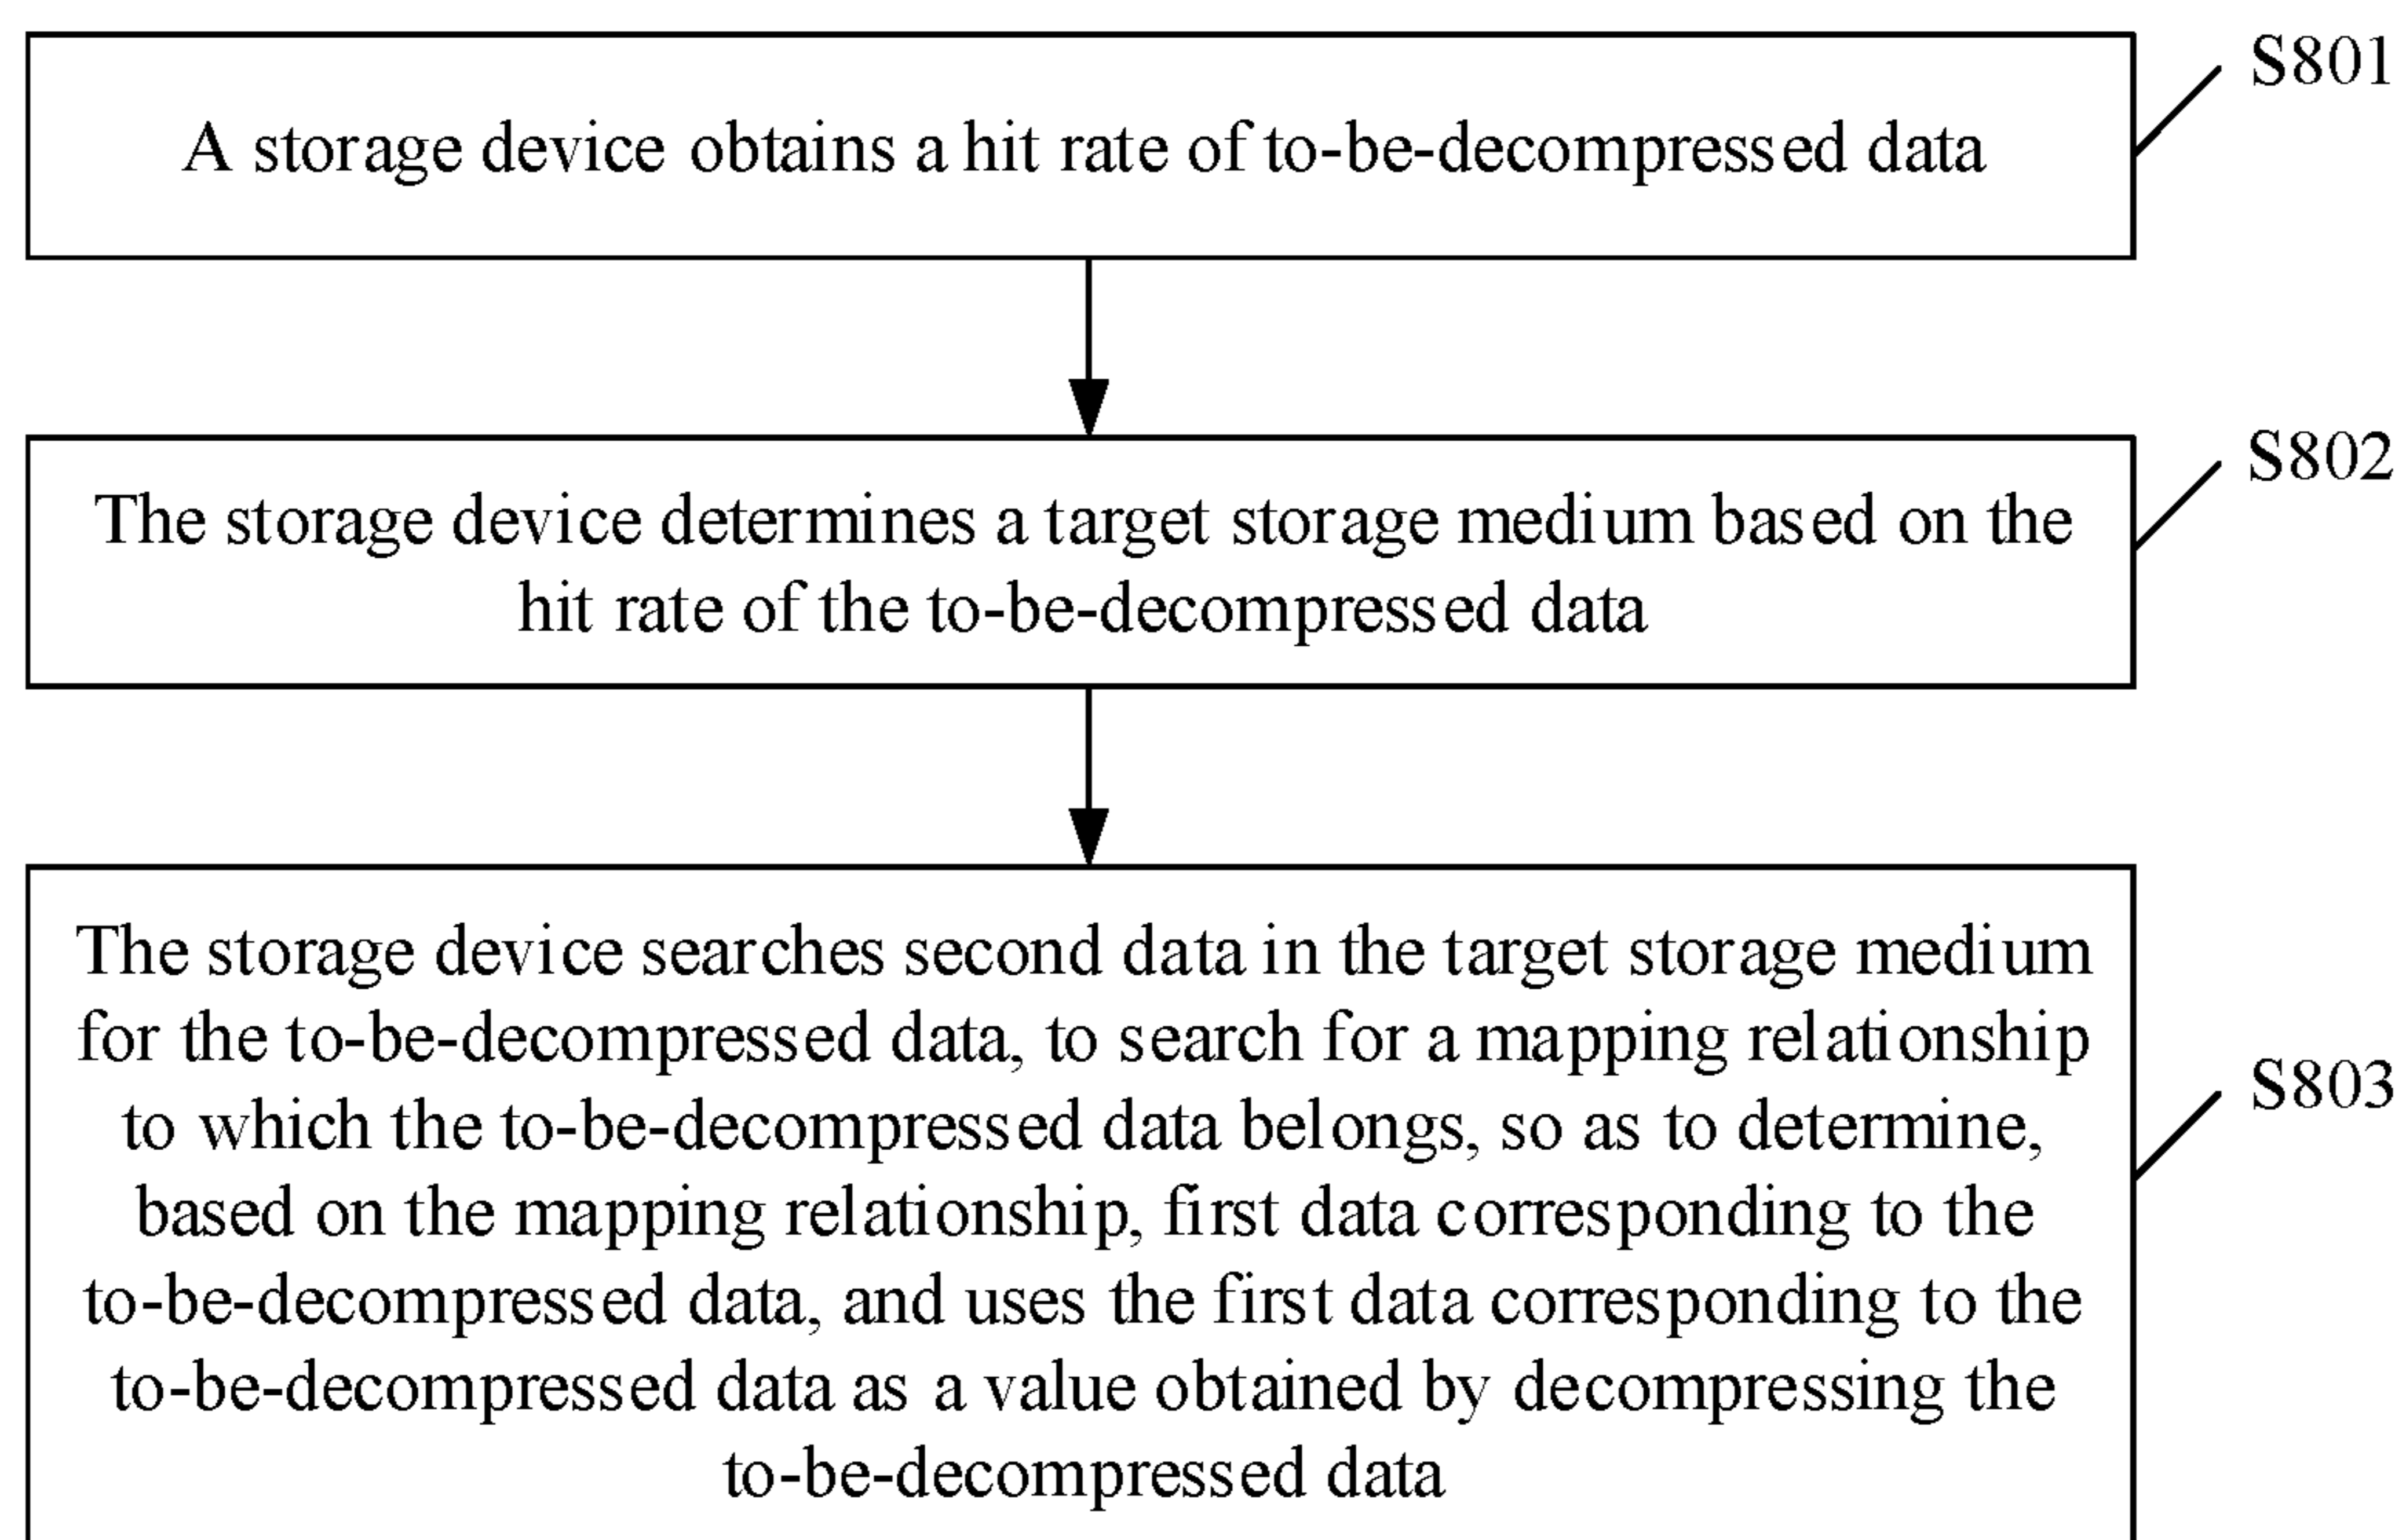 S801
A storage device obtains a hit rate of to-be-decompressed data
S802
The storage device determines a target storage medium based on the
hit rate of the to-be-decompressed data
The storage device searches second data in the target storage medium
for the to-be-decompressed data, to search for a mapping relationship
S803
to which the to-be-decompressed data belongs, so as to determine,
based on the mapping relationship, first data corresponding to the
to-be-decompressed data, and uses the first data corresponding to the
to-be-decompressed data as a value obtained by decompressing the
to-be-decompressed data